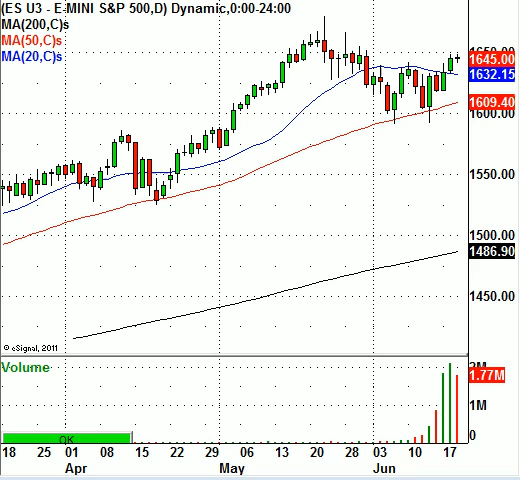 (ES U3 - E-MINI S&P 500,D) Dynamic,0:00-24:00
MA(200,C)s
MA(50,C)s
MA(20,C)s
1650.00
1645.00
1632.15
1609.40
1600.00
1550.00
1500.00
1486.90
1450.00
© eSignal, 2011
Volume
2M
1.77M
1M
0
OK
18 25 01 08 15 22 29 06 13 20 28 03 10 17
Apr May Jun